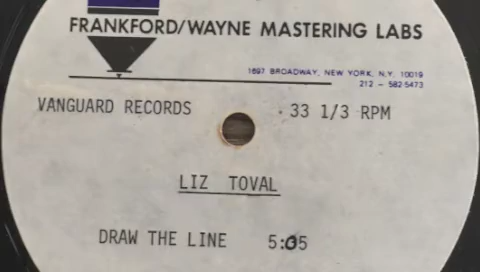 FRANKFORD/WAYNE MASTERING LABS
1697 BROADWAY, NEW YORK, N.Y. 10019
212 – 582-5473
VANGUARD RECORDS 33 1/3 RPM
LIZ TOVAL
DRAW THE LINE 5:05